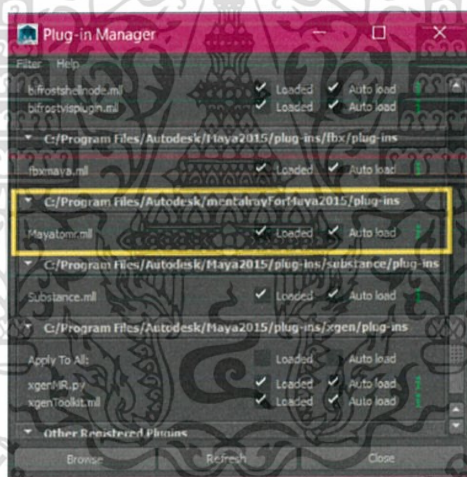 Plug-in Manager
Filter Help
bifrostshellnode.mll Loaded Auto load
bifrostvisplugin.mll Loaded Auto load
C:/Program Files/Autodesk/Maya2015/plug-ins/fbx/plug-ins
fbxmaya.mll Loaded Auto load
C:/Program Files/Autodesk/mentalrayForMaya2015/plug-ins
Mayatomr.mll Loaded Auto load
C:/Program Files/Autodesk/Maya2015/plug-ins/substance/plug-ins
Substance.mll Loaded Auto load
C:/Program Files/Autodesk/Maya2015/plug-ins/xgen/plug-ins
Apply To All: Loaded Auto load
xgenMR.py Loaded Auto load
xgenToolkit.mll Loaded Auto load
Other Registered Plugins
Browse Refresh Close